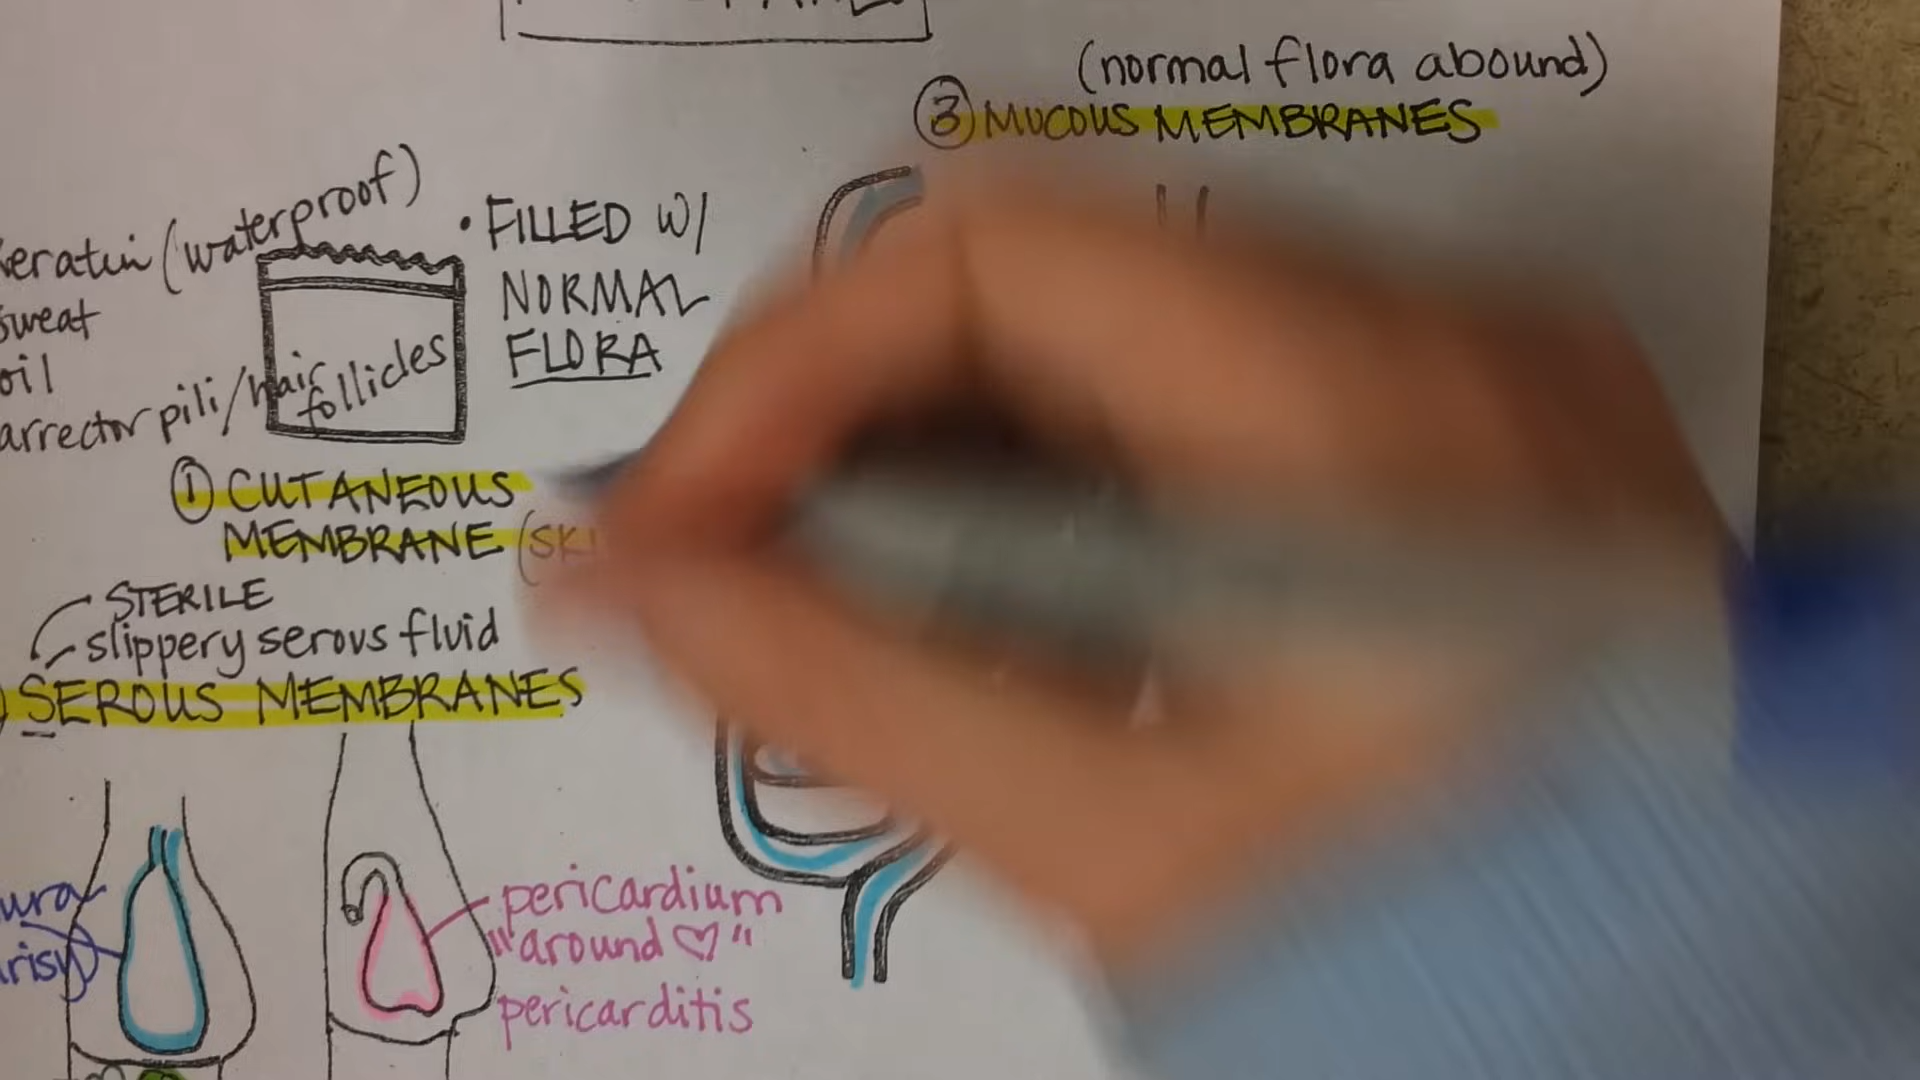 (normal flora abound)
③ MUCOUS MEMBRANES
(waterproof)
sweat
oil
arrector pili/hair
follicles
• FILLED W/
NORMAL
FLORA
① CUTANEOUS
MEMBRANE
STERILE
slippery serous fluid
SEROUS MEMBRANES
pericardium
"around ♡"
pericarditis